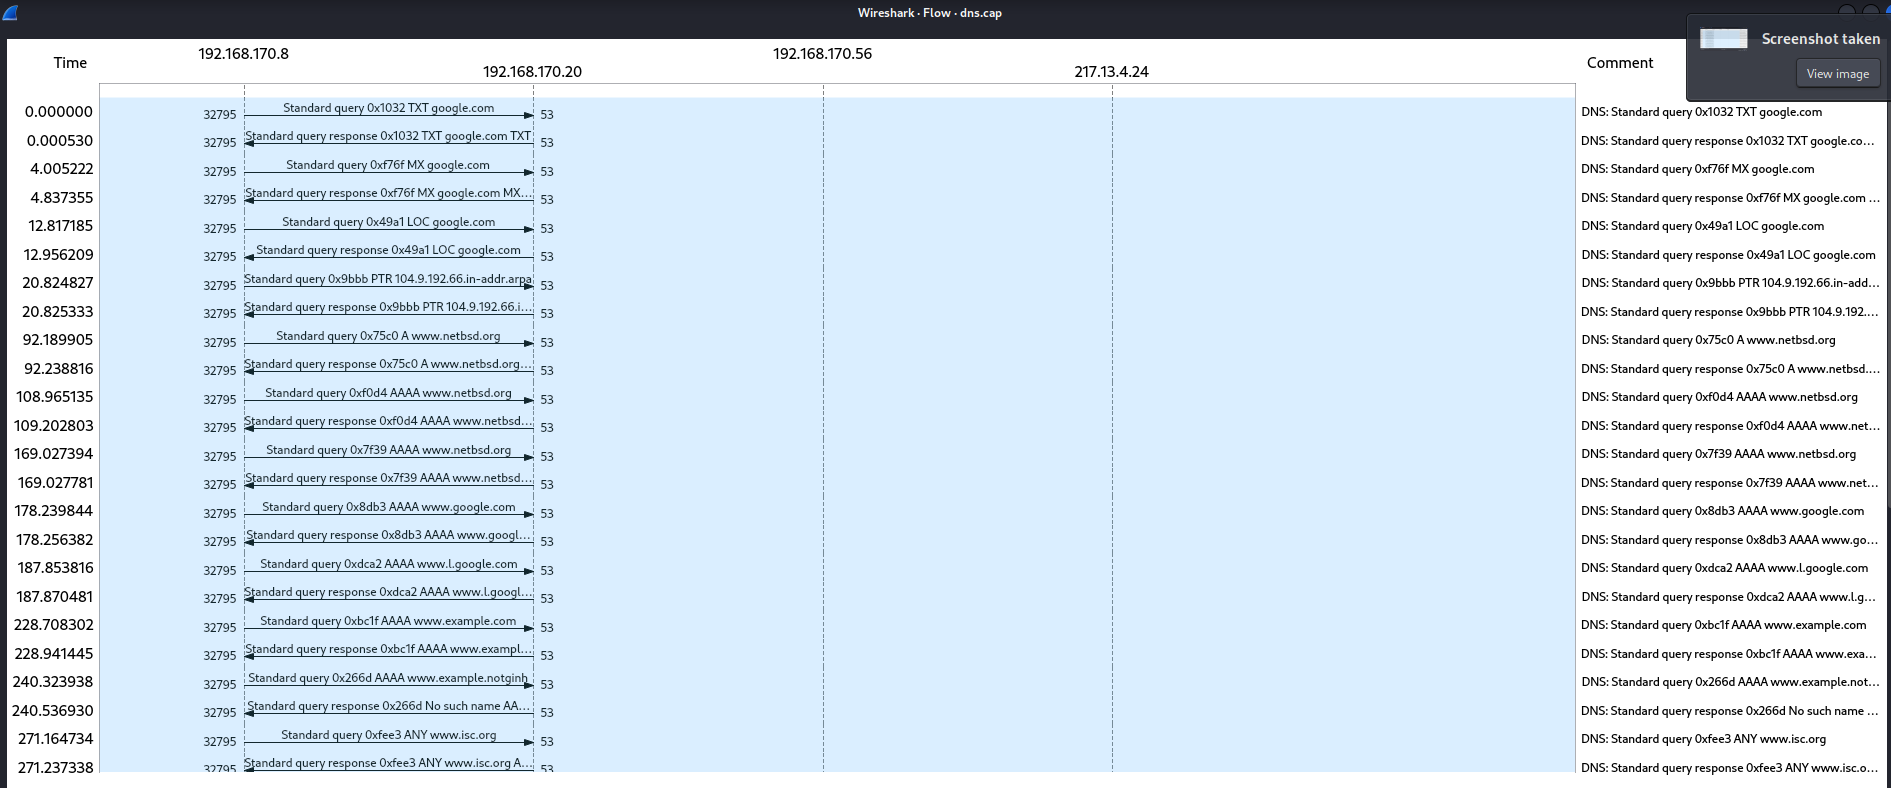 Wireshark · Flow · dns.cap
Screenshot taken
View image
Time 192.168.170.8 192.168.170.20 192.168.170.56 217.13.4.24 Comment
0.000000 32795 Standard query 0x1032 TXT google.com 53 DNS: Standard query 0x1032 TXT google.com
0.000530 32795 Standard query response 0x1032 TXT google.com TXT 53 DNS: Standard query response 0x1032 TXT google.co…
4.005222 32795 Standard query 0xf76f MX google.com 53 DNS: Standard query 0xf76f MX google.com
4.837355 32795 Standard query response 0xf76f MX google.com MX… 53 DNS: Standard query response 0xf76f MX google.com …
12.817185 32795 Standard query 0x49a1 LOC google.com 53 DNS: Standard query 0x49a1 LOC google.com
12.956209 32795 Standard query response 0x49a1 LOC google.com 53 DNS: Standard query response 0x49a1 LOC google.com
20.824827 32795 Standard query 0x9bbb PTR 104.9.192.66.in-addr.arpa 53 DNS: Standard query 0x9bbb PTR 104.9.192.66.in-add…
20.825333 32795 Standard query response 0x9bbb PTR 104.9.192.66.i… 53 DNS: Standard query response 0x9bbb PTR 104.9.192.…
92.189905 32795 Standard query 0x75c0 A www.netbsd.org 53 DNS: Standard query 0x75c0 A www.netbsd.org
92.238816 32795 Standard query response 0x75c0 A www.netbsd.org… 53 DNS: Standard query response 0x75c0 A www.netbsd.…
108.965135 32795 Standard query 0xf0d4 AAAA www.netbsd.org 53 DNS: Standard query 0xf0d4 AAAA www.netbsd.org
109.202803 32795 Standard query response 0xf0d4 AAAA www.netbsd… 53 DNS: Standard query response 0xf0d4 AAAA www.net…
169.027394 32795 Standard query 0x7f39 AAAA www.netbsd.org 53 DNS: Standard query 0x7f39 AAAA www.netbsd.org
169.027781 32795 Standard query response 0x7f39 AAAA www.netbsd… 53 DNS: Standard query response 0x7f39 AAAA www.net…
178.239844 32795 Standard query 0x8db3 AAAA www.google.com 53 DNS: Standard query 0x8db3 AAAA www.google.com
178.256382 32795 Standard query response 0x8db3 AAAA www.googl… 53 DNS: Standard query response 0x8db3 AAAA www.go…
187.853816 32795 Standard query 0xdca2 AAAA www.l.google.com 53 DNS: Standard query 0xdca2 AAAA www.l.google.com
187.870481 32795 Standard query response 0xdca2 AAAA www.l.googl… 53 DNS: Standard query response 0xdca2 AAAA www.l.g…
228.708302 32795 Standard query 0xbc1f AAAA www.example.com 53 DNS: Standard query 0xbc1f AAAA www.example.com
228.941445 32795 Standard query response 0xbc1f AAAA www.exampl… 53 DNS: Standard query response 0xbc1f AAAA www.exa…
240.323938 32795 Standard query 0x266d AAAA www.example.notginh 53 DNS: Standard query 0x266d AAAA www.example.not…
240.536930 32795 Standard query response 0x266d No such name AA… 53 DNS: Standard query response 0x266d No such name …
271.164734 32795 Standard query 0xfee3 ANY www.isc.org 53 DNS: Standard query 0xfee3 ANY www.isc.org
271.237338 32795 Standard query response 0xfee3 ANY www.isc.org A… 53 DNS: Standard query response 0xfee3 ANY www.isc.o…